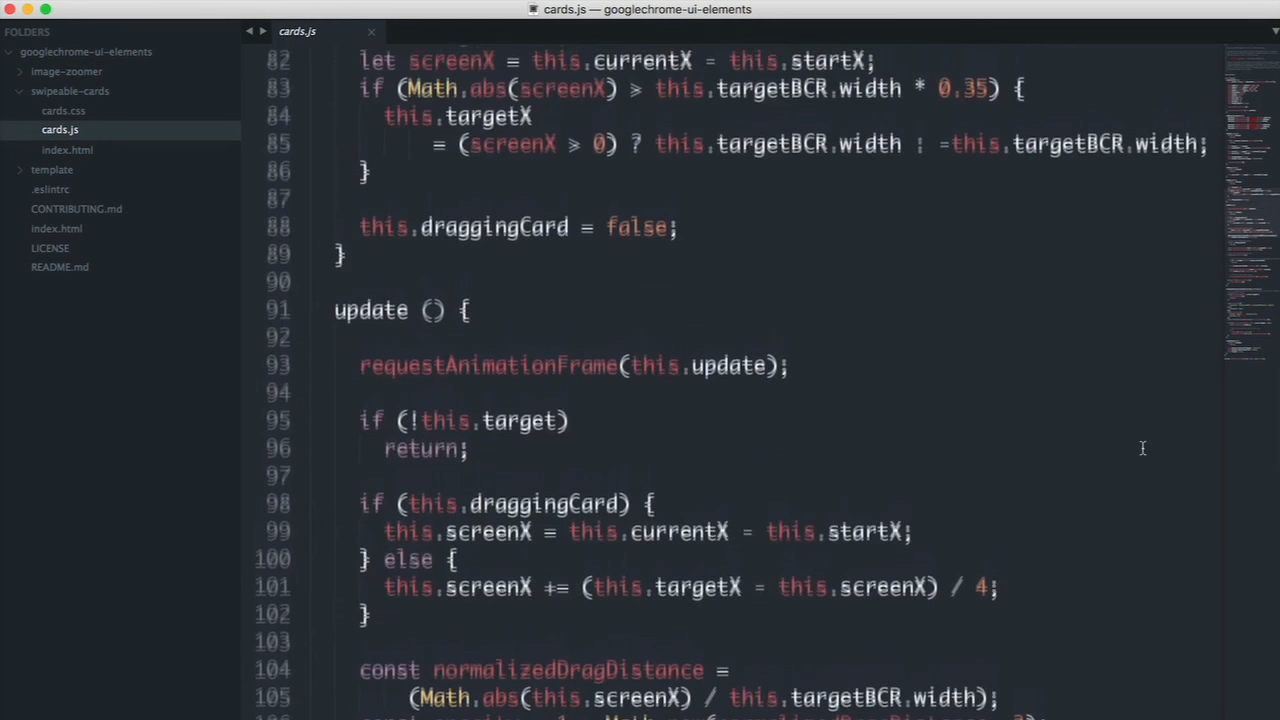 cards.js — googlechrome-ui-elements
FOLDERS
googlechrome-ui-elements
image-zoomer
swipeable-cards
cards.css
cards.js
index.html
template
.eslintrc
CONTRIBUTING.md
index.html
LICENSE
README.md
cards.js
82 let screenX = this.currentX - this.startX;
83 if (Math.abs(screenX) > this.targetBCR.width * 0.35) {
84 this.targetX
85 = (screenX > 0) ? this.targetBCR.width : -this.targetBCR.width;
86 }
87
88 this.draggingCard = false;
89 }
90
91 update () {
92
93 requestAnimationFrame(this.update);
94
95 if (!this.target)
96 return;
97
98 if (this.draggingCard) {
99 this.screenX = this.currentX - this.startX;
100 } else {
101 this.screenX += (this.targetX - this.screenX) / 4;
102 }
103
104 const normalizedDragDistance =
105 (Math.abs(this.screenX) / this.targetBCR.width);